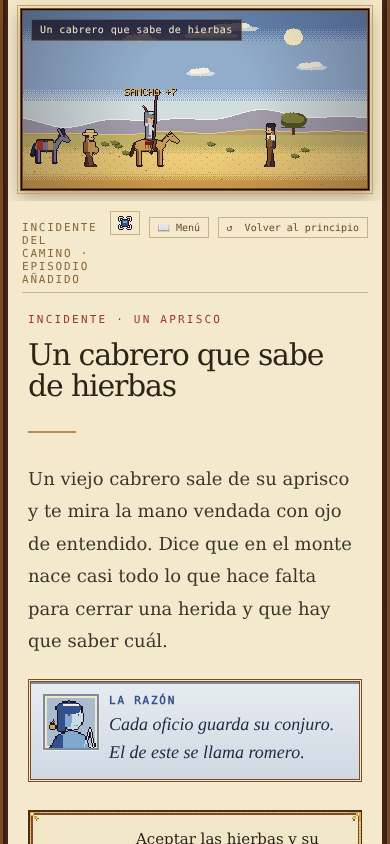 Un cabrero que sabe de hierbas
SANCHO +7
INCIDENTE
DEL
CAMINO ·
EPISODIO
AÑADIDO
📖 Menú
↺ Volver al principio
INCIDENTE · UN APRISCO
Un cabrero que sabe
de hierbas
Un viejo cabrero sale de su aprisco
y te mira la mano vendada con ojo
de entendido. Dice que en el monte
nace casi todo lo que hace falta
para cerrar una herida y que hay
que saber cuál.
LA RAZÓN
Cada oficio guarda su conjuro.
El de este se llama romero.
Aceptar las hierbas y su